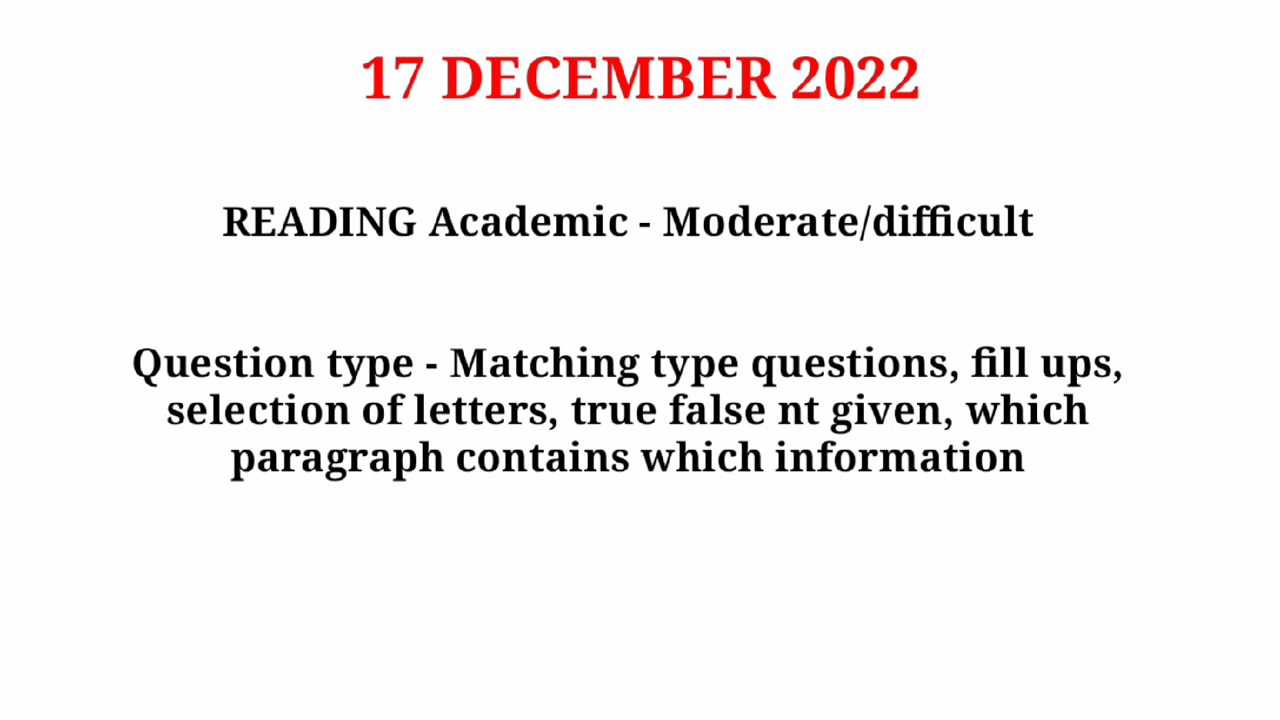 17 DECEMBER 2022
READING Academic - Moderate/difficult
Question type - Matching type questions, fill ups,
selection of letters, true false nt given, which
paragraph contains which information